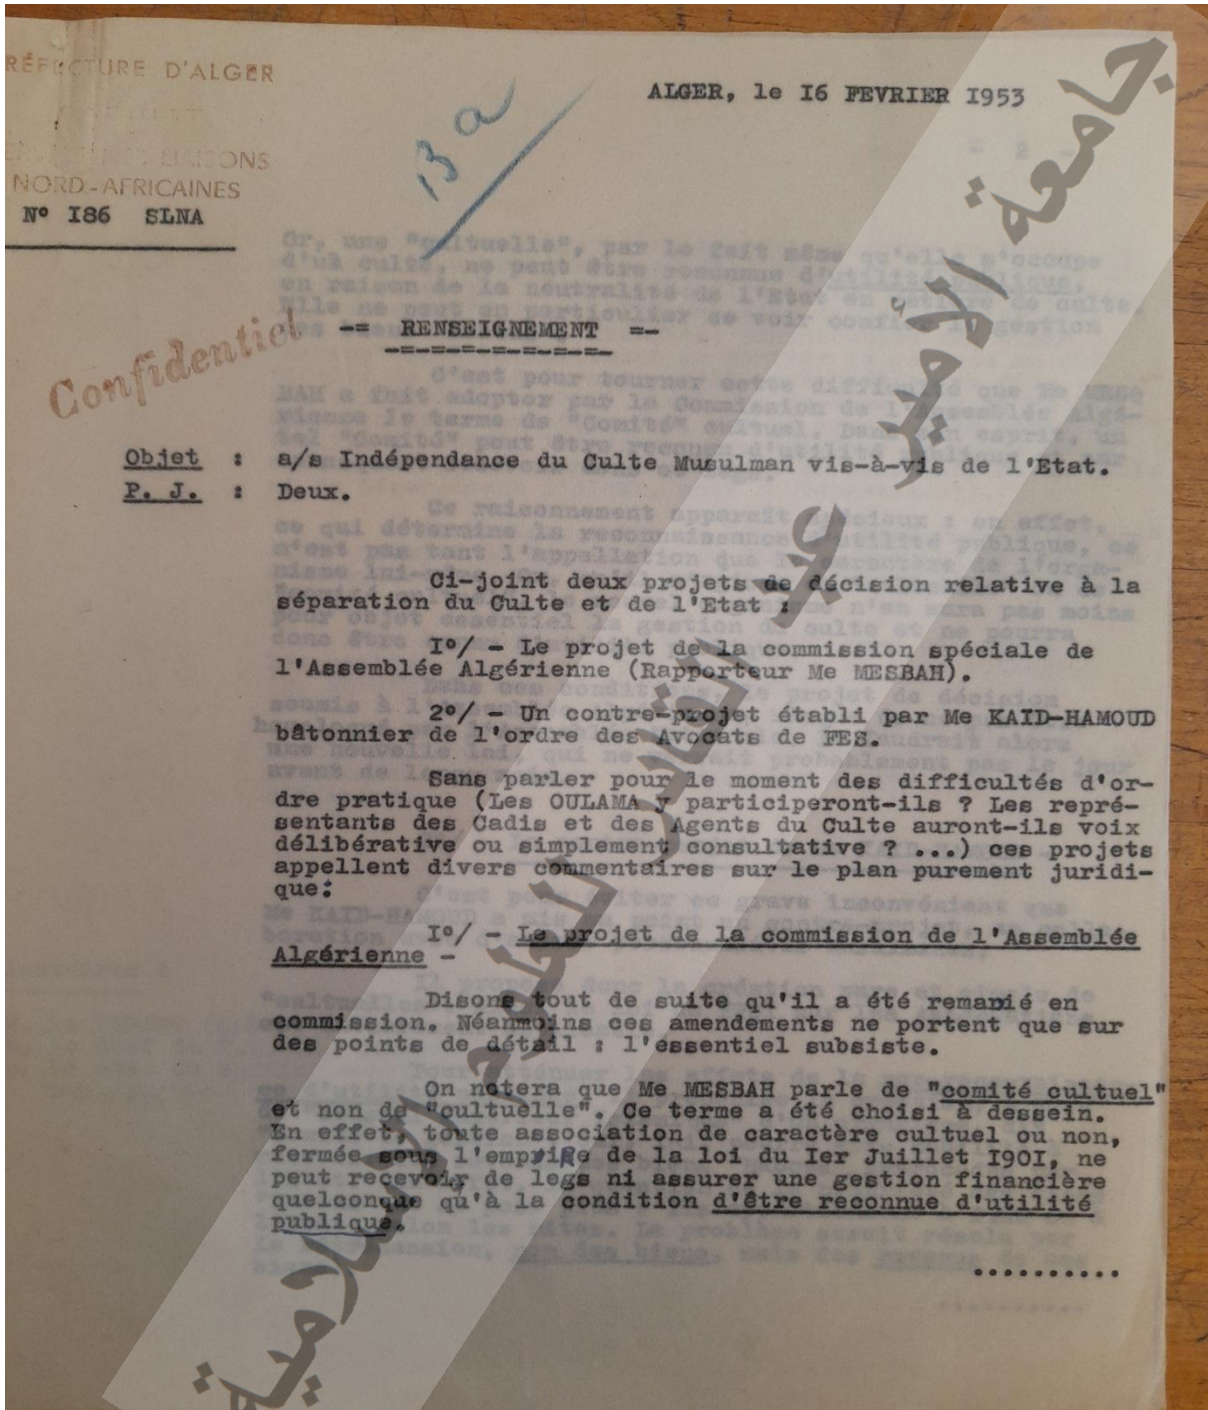 PRÉFECTURE D'ALGER
ALGER, le I6 FEVRIER I953
LIAISONS
NORD-AFRICAINES
N° I86 SLNA
13 a
Confidentiel
-= RENSEIGNEMENT =-
-=-=-=-=-=-=-=-
Objet : a/s Indépendance du Culte Musulman vis-à-vis de l'Etat.
P. J. : Deux.
Ci-joint deux projets de décision relative à la
séparation du Culte et de l'Etat :
I°/ - Le projet de la commission spéciale de
l'Assemblée Algérienne (Rapporteur Me MESBAH).
2°/ - Un contre-projet établi par Me KAID-HAMOUD
bâtonnier de l'ordre des Avocats de FES.
Sans parler pour le moment des difficultés d'or-
dre pratique (Les OULAMA y participeront-ils ? Les repré-
sentants des Cadis et des Agents du Culte auront-ils voix
délibérative ou simplement consultative ? ...) ces projets
appellent divers commentaires sur le plan purement juridi-
que:
I°/ - Le projet de la commission de l'Assemblée
Algérienne -
Disons tout de suite qu'il a été remanié en
commission. Néanmoins ces amendements ne portent que sur
des points de détail : l'essentiel subsiste.
On notera que Me MESBAH parle de "comité cultuel"
et non de "cultuelle". Ce terme a été choisi à dessein.
En effet, toute association de caractère cultuel ou non,
fermée sous l'emprise de la loi du Ier Juillet I90I, ne
peut recevoir de legs ni assurer une gestion financière
quelconque qu'à la condition d'être reconnue d'utilité
publique.
..........
جامعة الأمير عبد القادر للعلوم الإسلامية